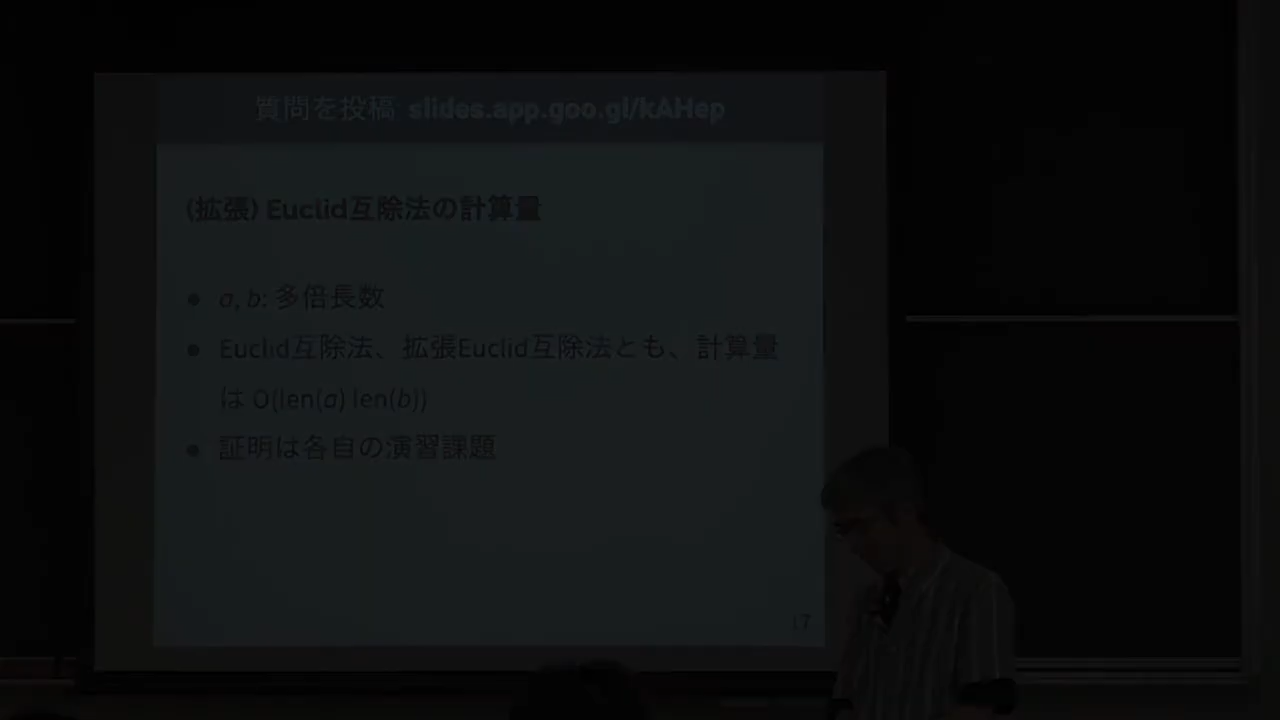 質問を投稿 slides.app.goo.gl/kAHep
(拡張) Euclid互除法の計算量
● a, b: 多倍長数
● Euclid互除法、拡張Euclid互除法とも、計算量
は O(len(a) len(b))
● 証明は各自の演習課題
17